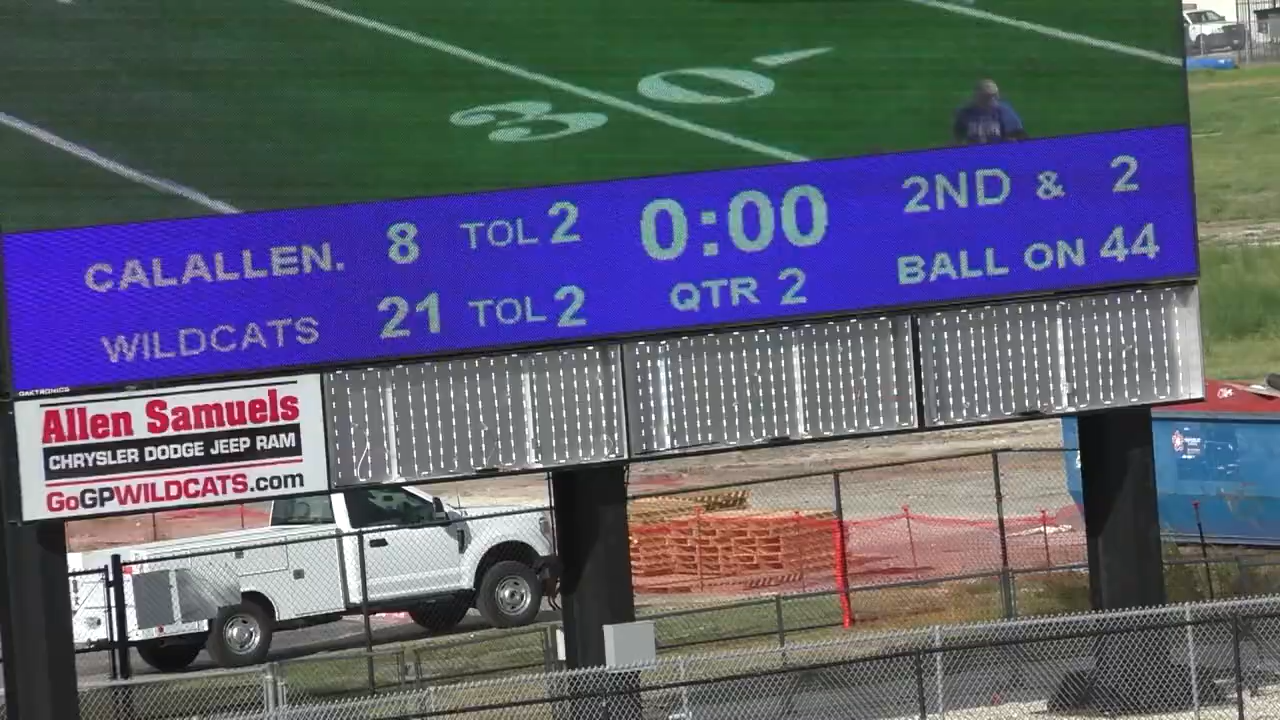 30
CALALLEN. 8 TOL 2 0:00 2ND & 2
WILDCATS 21 TOL 2 QTR 2 BALL ON 44
DAKTRONICS
Allen Samuels
CHRYSLER DODGE JEEP RAM
GoGPWILDCATS.com